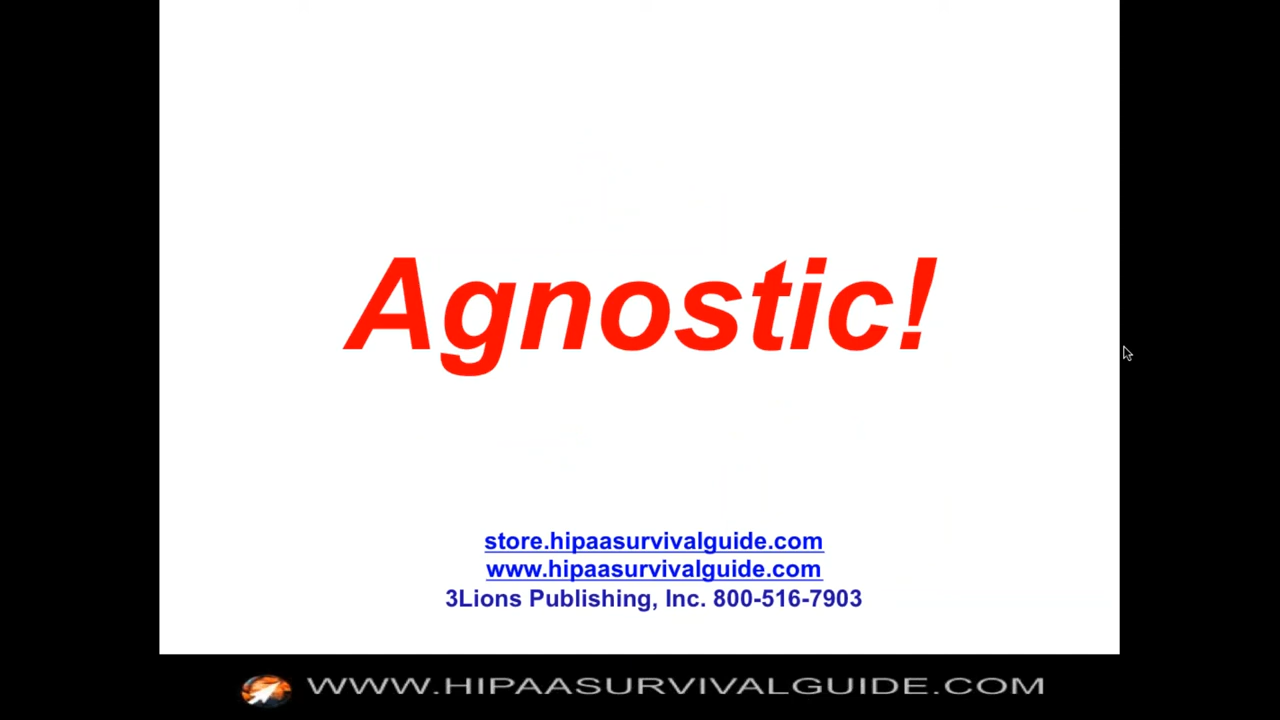 Agnostic!
store.hipaasurvivalguide.com
www.hipaasurvivalguide.com
3Lions Publishing, Inc. 800-516-7903
WWW.HIPAASURVIVALGUIDE.COM